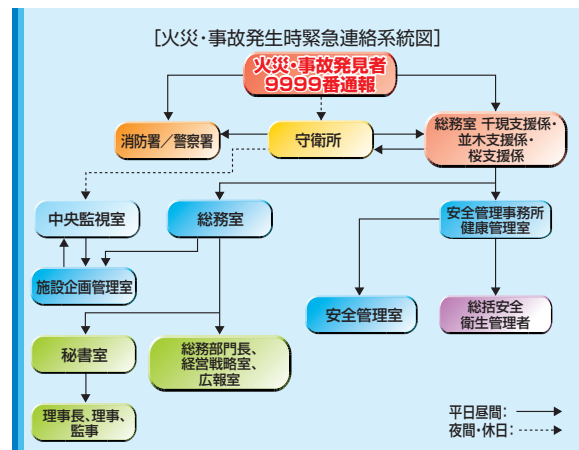 [火災・事故発生時緊急連絡系統図]
火災・事故発見者
9999番通報
消防署／警察署
守衛所
総務室 千現支援係・
並木支援係・
桜支援係
中央監視室
総務室
安全管理事務所
健康管理室
施設企画管理室
安全管理室
総括安全
衛生管理者
秘書室
総務部門長、
経営戦略室、
広報室
理事長、理事、
監事
平日昼間：
夜間・休日：